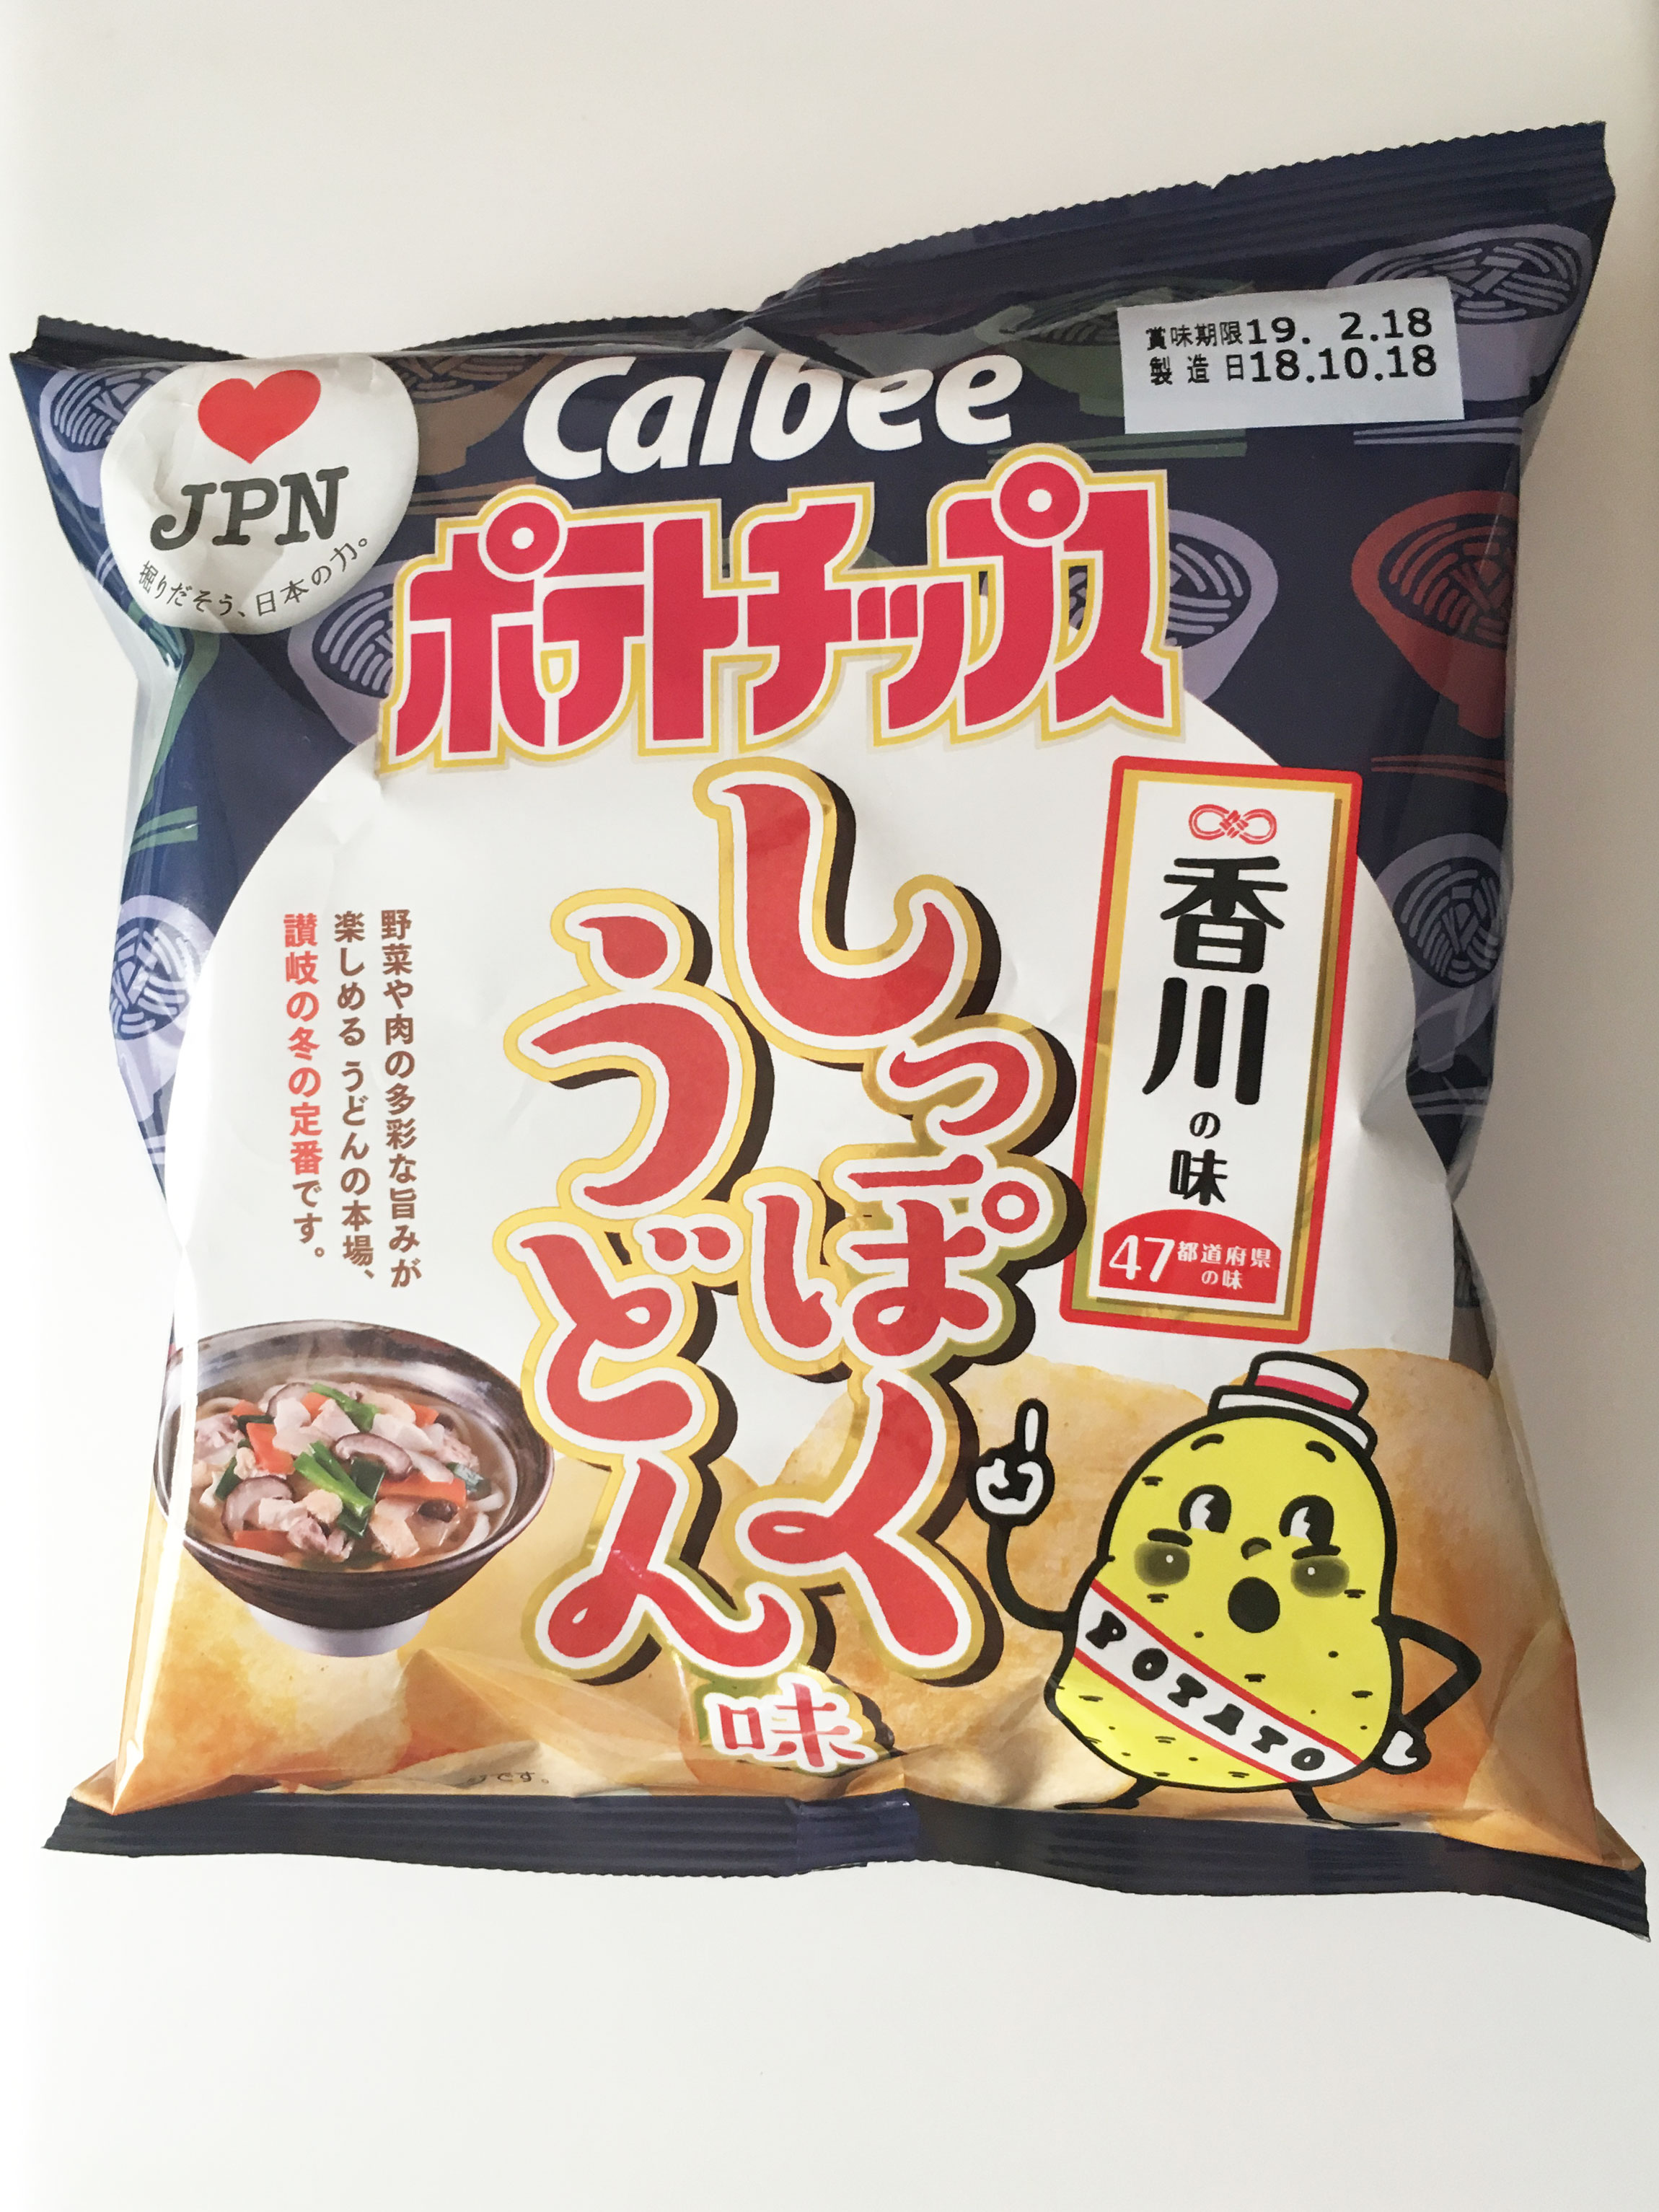 Calbee
賞味期限19. 2.18
製造日18.10.18
JPN
掘りだそう、日本の力。
ポテトチップス
香川の味
47都道府県
の味
しっぽく
うどん
味
野菜や肉の多彩な旨みが
楽しめる うどんの本場、
讃岐の冬の定番です。
POTATO
です。